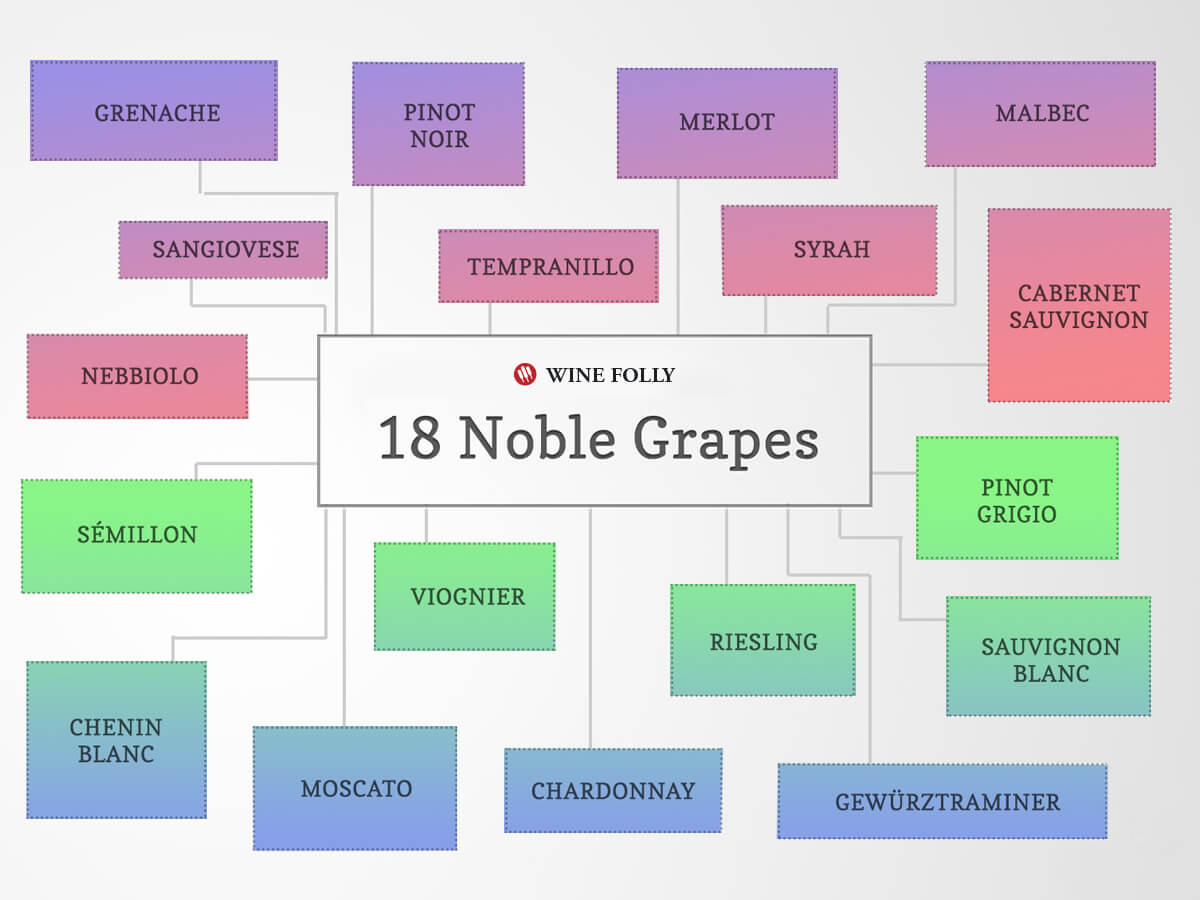 GRENACHE
PINOT
NOIR
MERLOT
MALBEC
SANGIOVESE
TEMPRANILLO
SYRAH
CABERNET
SAUVIGNON
NEBBIOLO
WINE FOLLY
18 Noble Grapes
SÉMILLON
PINOT
GRIGIO
VIOGNIER
RIESLING
SAUVIGNON
BLANC
CHENIN
BLANC
MOSCATO
CHARDONNAY
GEWÜRZTRAMINER